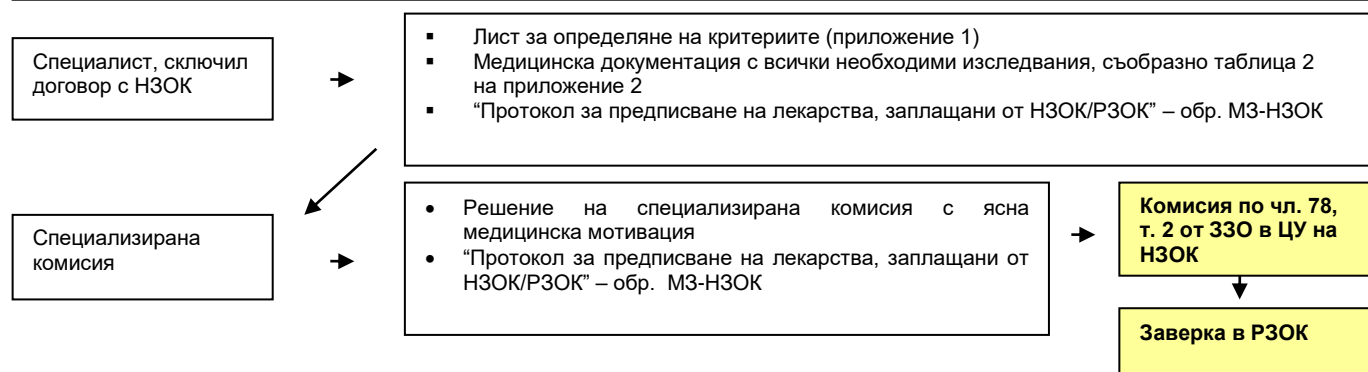 Специалист, сключил
договор с НЗОК
▪ Лист за определяне на критериите (приложение 1)
▪ Медицинска документация с всички необходими изследвания, съобразно таблица 2
на приложение 2
▪ “Протокол за предписване на лекарства, заплащани от НЗОК/РЗОК” – обр. МЗ-НЗОК
Специализирана
комисия
• Решение на специализирана комисия с ясна
медицинска мотивация
• “Протокол за предписване на лекарства, заплащани от
НЗОК/РЗОК” – обр. МЗ-НЗОК
Комисия по чл. 78,
т. 2 от ЗЗО в ЦУ на
НЗОК
Заверка в РЗОК